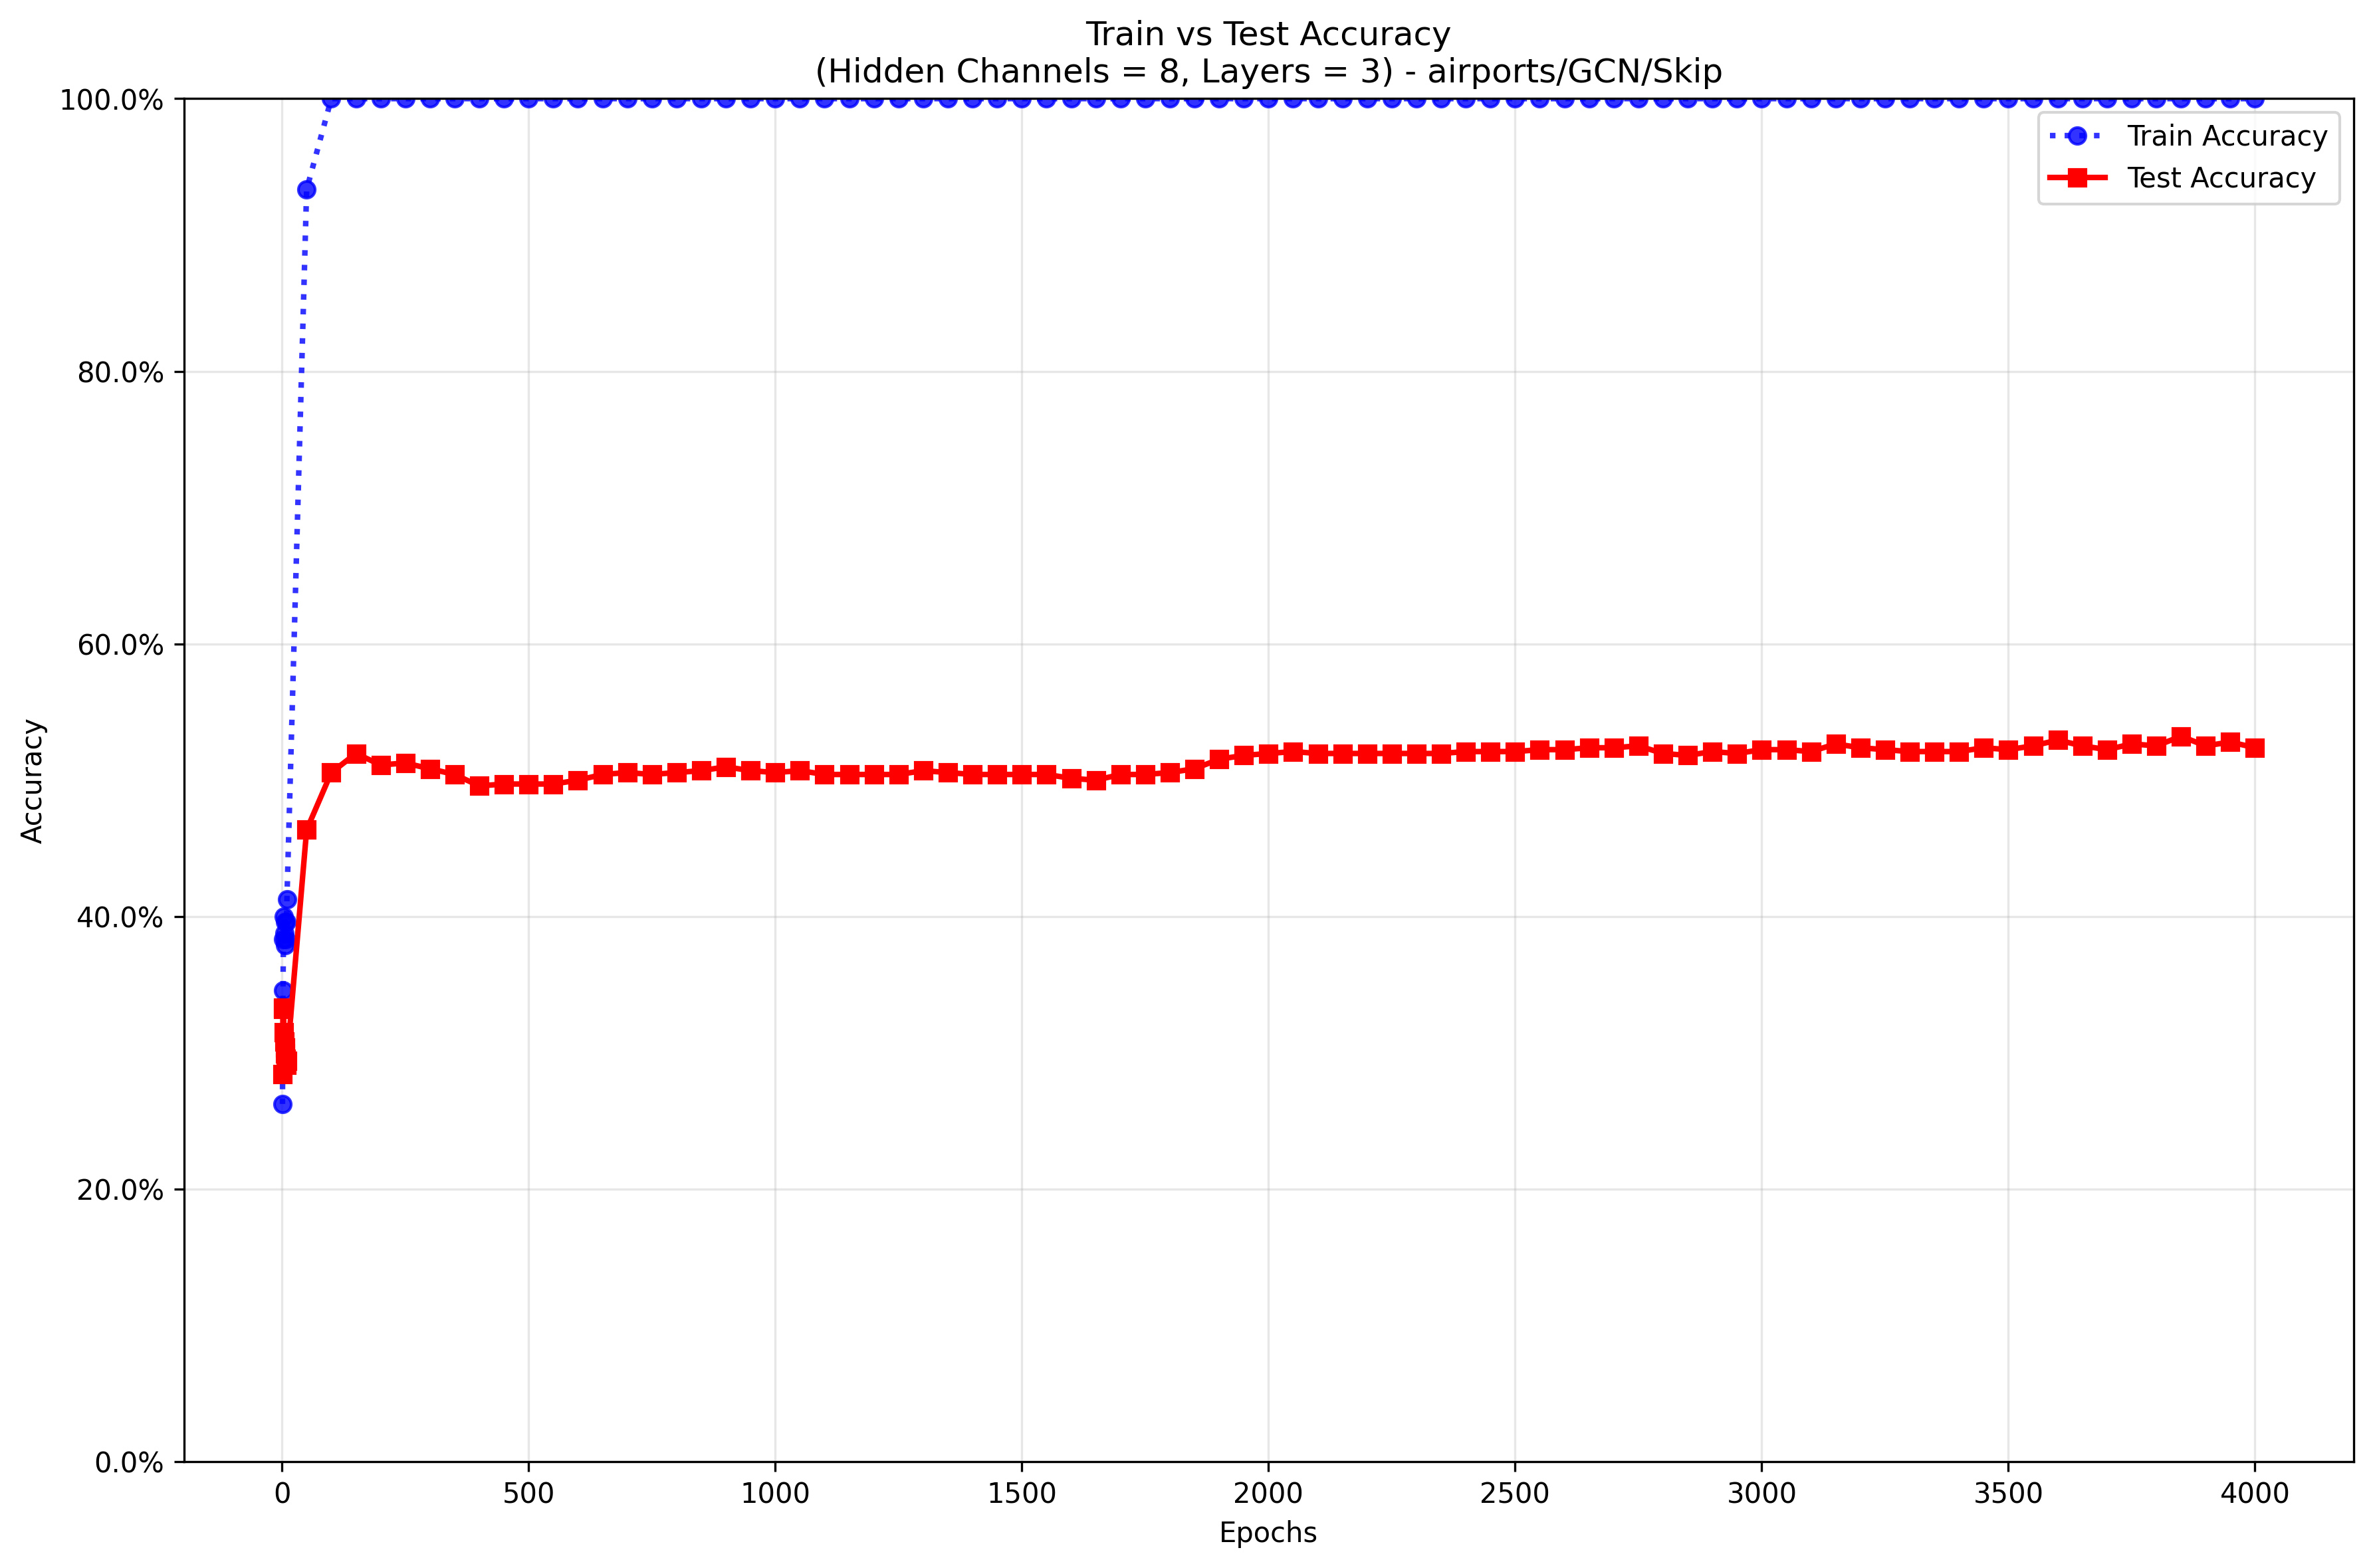 Train vs Test Accuracy
(Hidden Channels = 8, Layers = 3) - airports/GCN/Skip
100.0%
80.0%
60.0%
40.0%
20.0%
0.0%
Accuracy
Train Accuracy
Test Accuracy
0 500 1000 1500 2000 2500 3000 3500 4000
Epochs